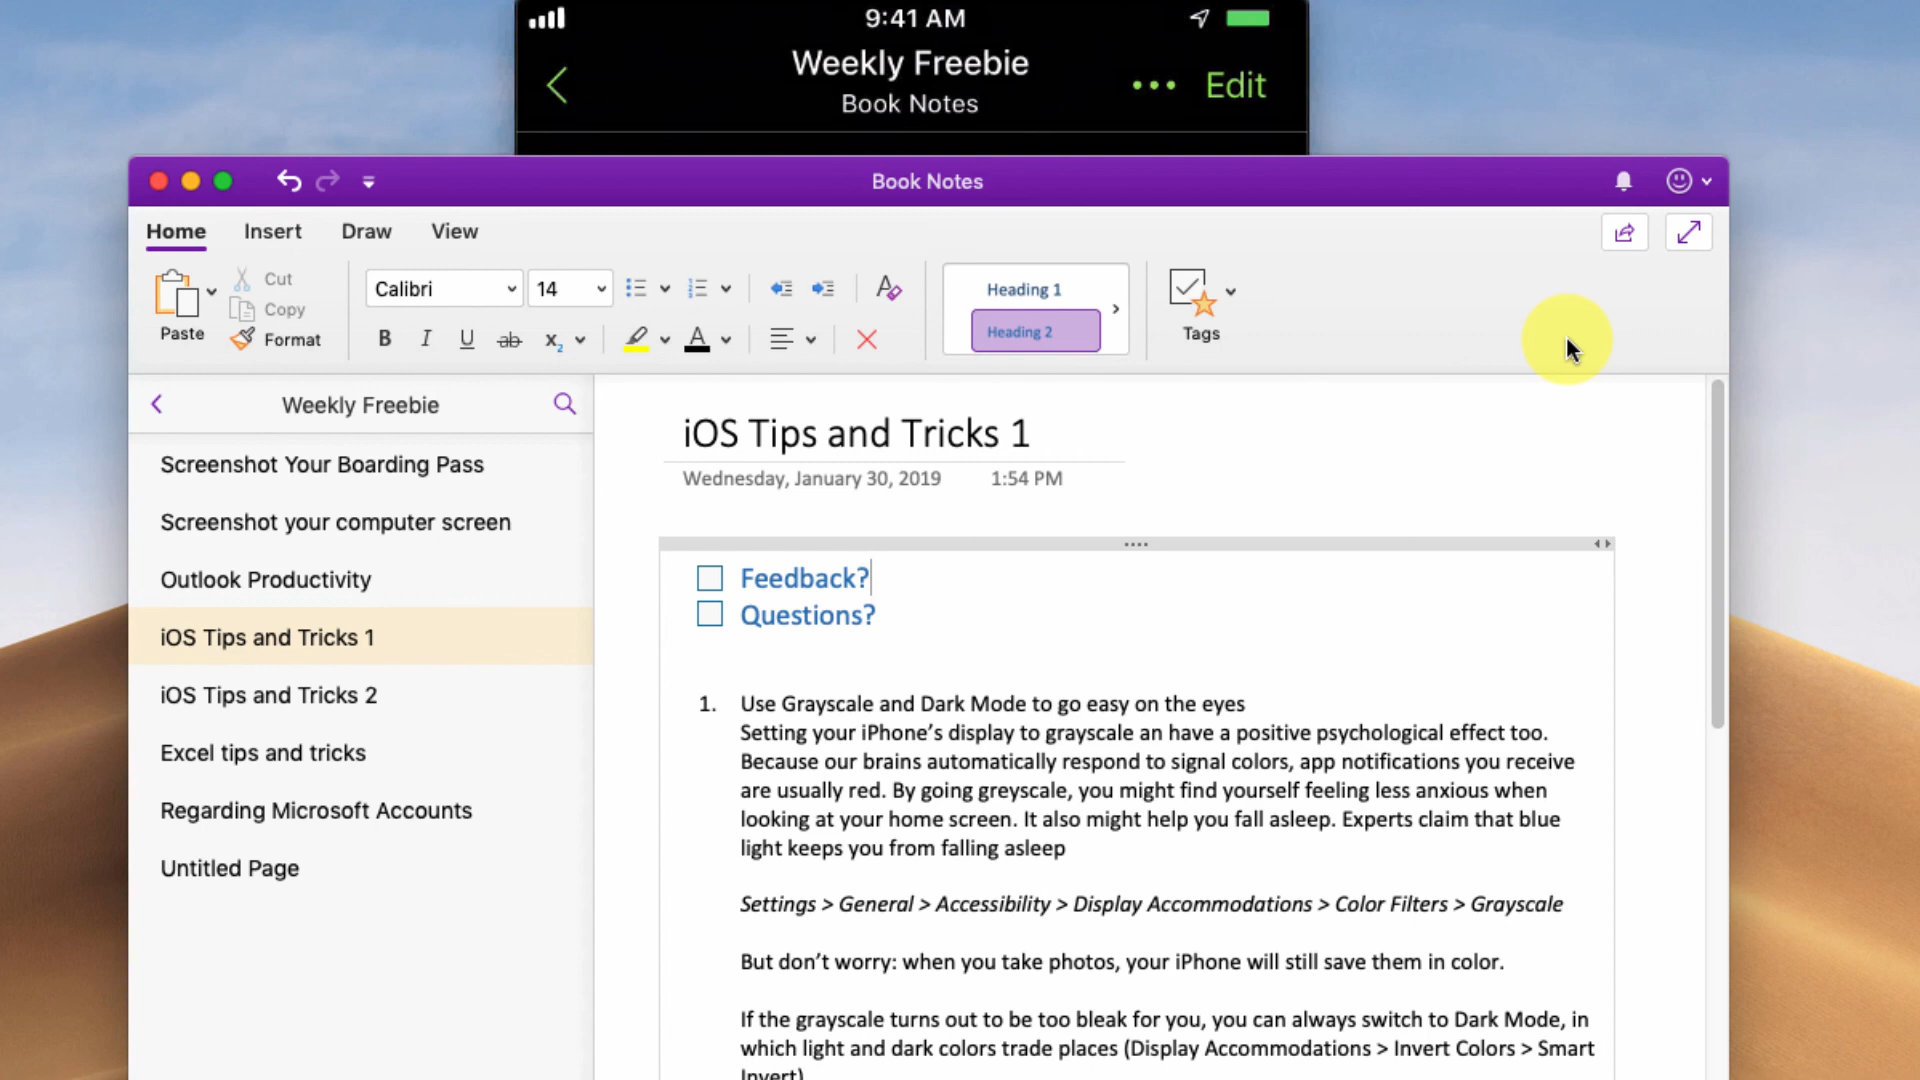 9:41 AM
Weekly Freebie
Book Notes
Edit
Book Notes
Home Insert Draw View
Paste
Cut
Copy
Format
Calibri 14
B I U ab x2
A
Heading 1
Heading 2
Tags
Weekly Freebie
Screenshot Your Boarding Pass
Screenshot your computer screen
Outlook Productivity
iOS Tips and Tricks 1
iOS Tips and Tricks 2
Excel tips and tricks
Regarding Microsoft Accounts
Untitled Page
iOS Tips and Tricks 1
Wednesday, January 30, 2019 1:54 PM
Feedback?
Questions?
1. Use Grayscale and Dark Mode to go easy on the eyes
Setting your iPhone’s display to grayscale an have a positive psychological effect too.
Because our brains automatically respond to signal colors, app notifications you receive
are usually red. By going greyscale, you might find yourself feeling less anxious when
looking at your home screen. It also might help you fall asleep. Experts claim that blue
light keeps you from falling asleep
Settings > General > Accessibility > Display Accommodations > Color Filters > Grayscale
But don’t worry: when you take photos, your iPhone will still save them in color.
If the grayscale turns out to be too bleak for you, you can always switch to Dark Mode, in
which light and dark colors trade places (Display Accommodations > Invert Colors > Smart
Invert)